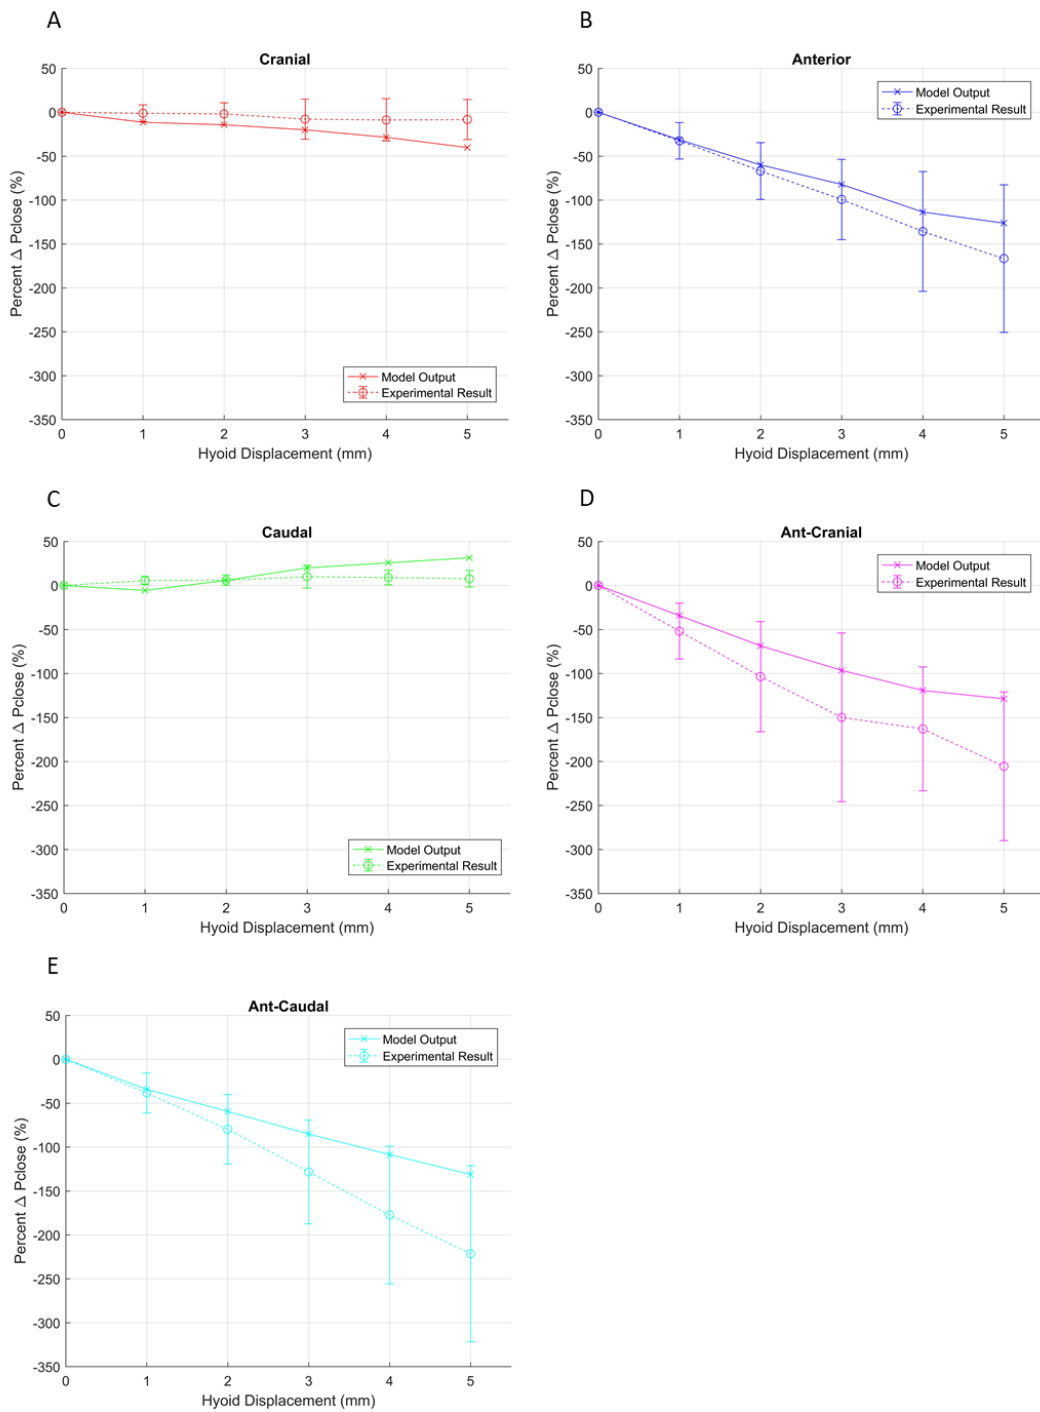 A
Cranial
50
0
-50
-100
-150
-200
-250
-300
-350
Percent Δ Pclose (%)
Model Output
Experimental Result
0 1 2 3 4 5
Hyoid Displacement (mm)
B
Anterior
50
0
-50
-100
-150
-200
-250
-300
-350
Percent Δ Pclose (%)
Model Output
Experimental Result
0 1 2 3 4 5
Hyoid Displacement (mm)
C
Caudal
50
0
-50
-100
-150
-200
-250
-300
-350
Percent Δ Pclose (%)
Model Output
Experimental Result
0 1 2 3 4 5
Hyoid Displacement (mm)
D
Ant-Cranial
50
0
-50
-100
-150
-200
-250
-300
-350
Percent Δ Pclose (%)
Model Output
Experimental Result
0 1 2 3 4 5
Hyoid Displacement (mm)
E
Ant-Caudal
50
0
-50
-100
-150
-200
-250
-300
-350
Percent Δ Pclose (%)
Model Output
Experimental Result
0 1 2 3 4 5
Hyoid Displacement (mm)